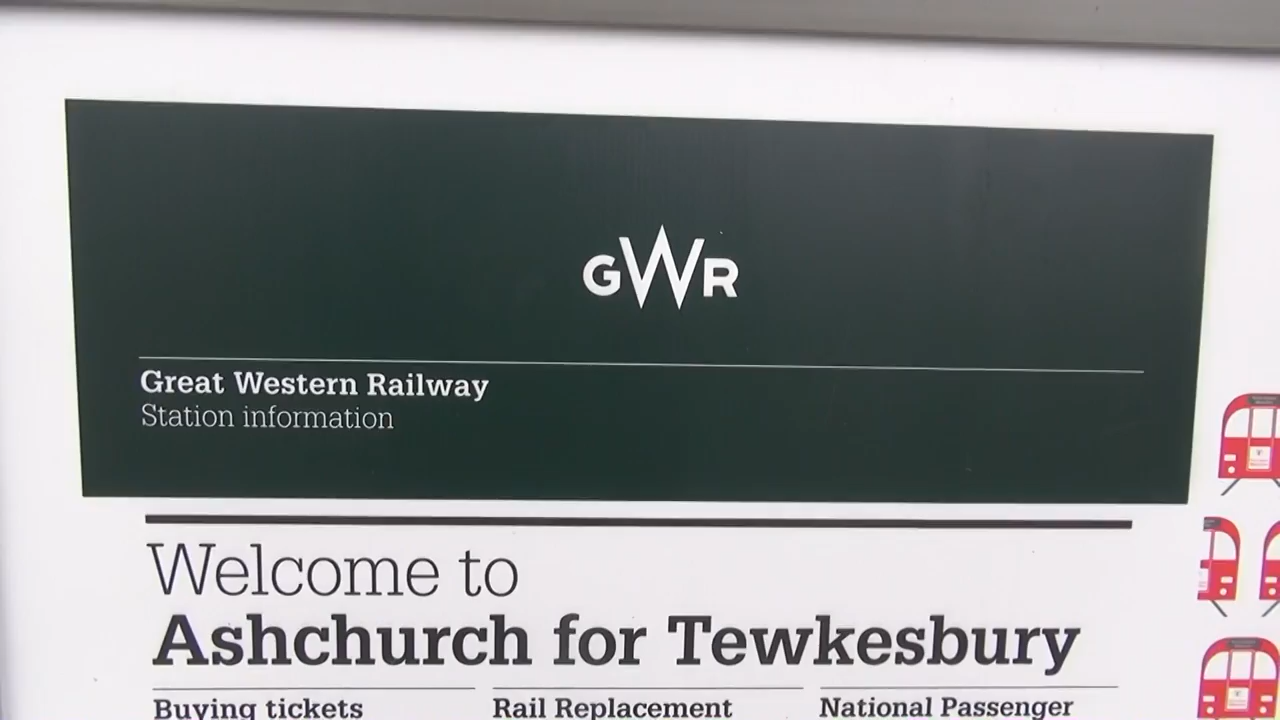 GWR
Great Western Railway
Station information
Welcome to
Ashchurch for Tewkesbury
Buying tickets
Rail Replacement
National Passenger